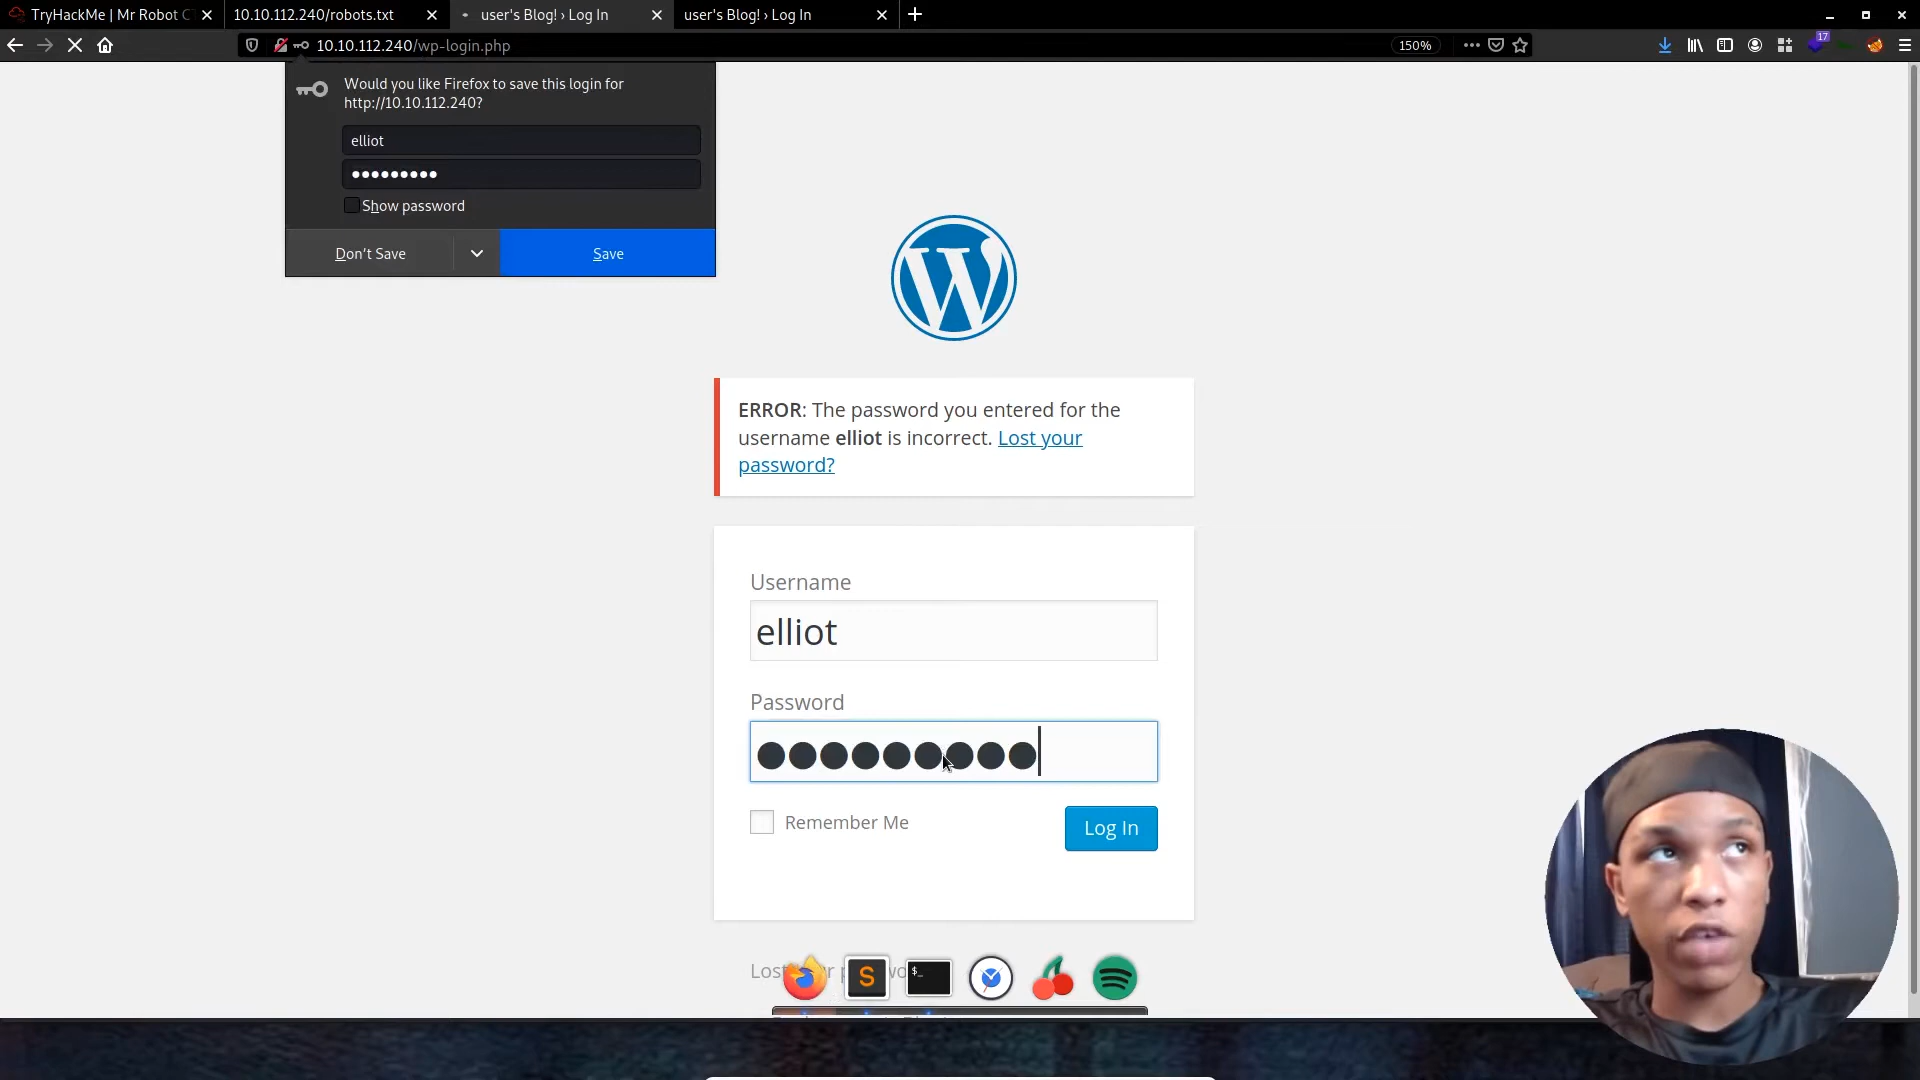 TryHackMe | Mr Robot C
10.10.112.240/robots.txt
user's Blog! › Log In
user's Blog! › Log In
10.10.112.240/wp-login.php
150%
17
Would you like Firefox to save this login for
http://10.10.112.240?
elliot
Show password
Don't Save
Save
ERROR: The password you entered for the
username elliot is incorrect. Lost your
password?
Username
elliot
Password
Remember Me
Log In